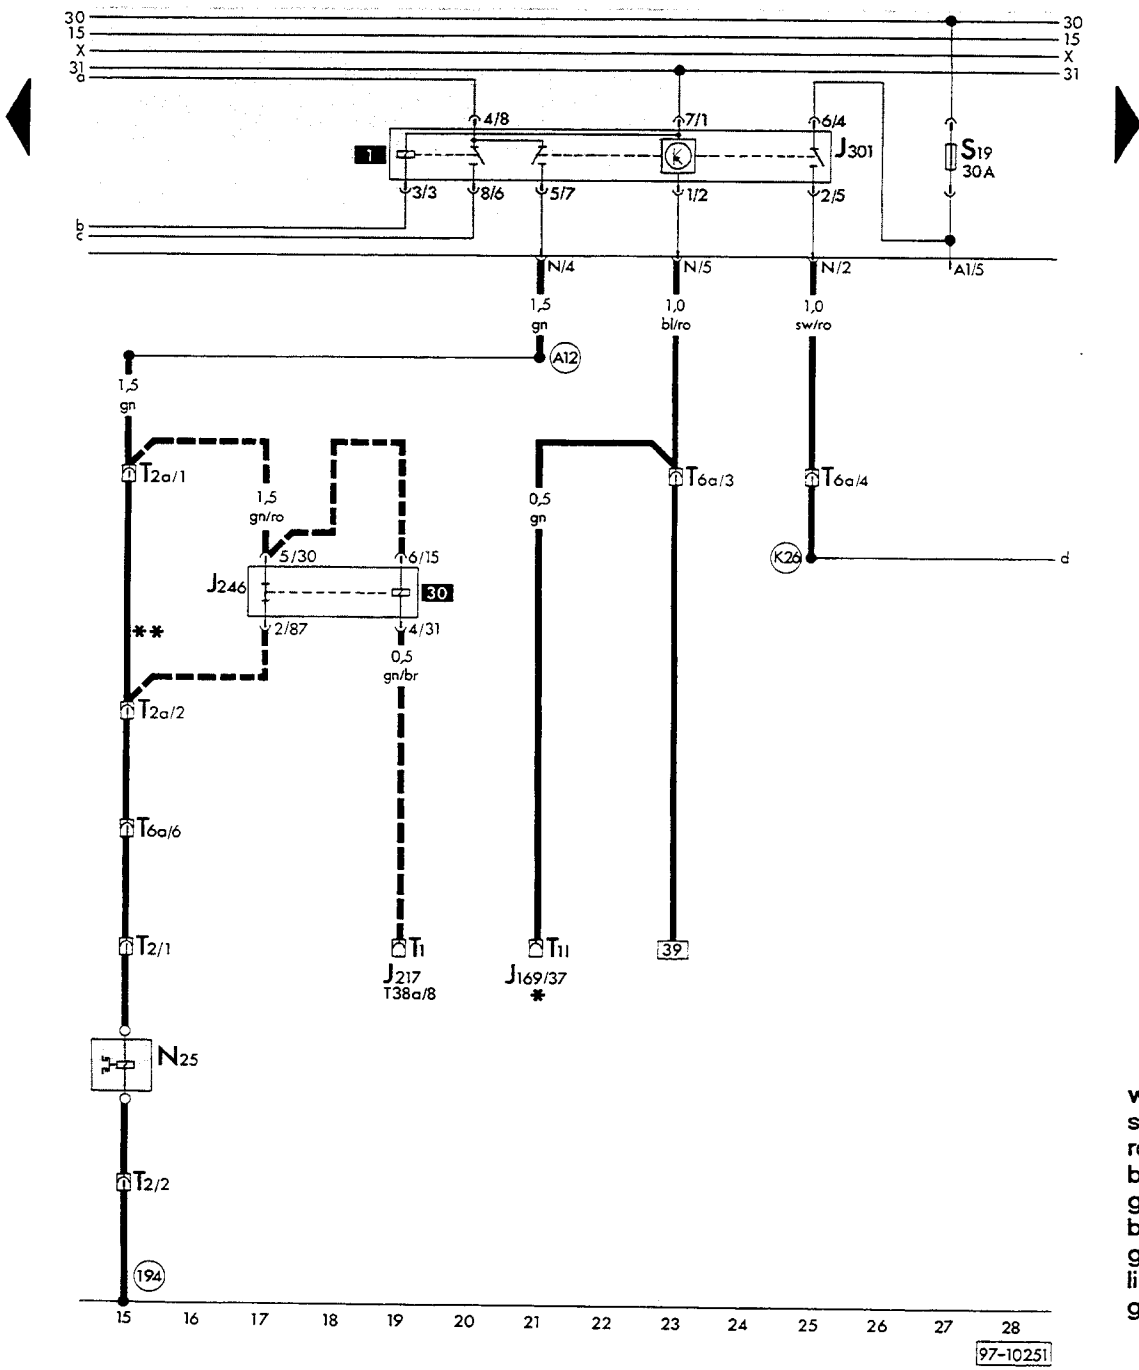 30 30
15 15
X X
31 31
a
4/8 7/1 6/4
1 J301 S19
30A
3/3 8/6 5/7 1/2 2/5
b
c
N/4 N/5 N/2 A1/5
1,5 1,0 1,0
gn bl/ro sw/ro
A12
1,5
gn
T2a/1 T6a/3 T6a/4
1,5 0,5
gn/ro gn
5/30 6/15 K26 d
J246 30
2/87 4/31
**
0,5
gn/br
T2a/2
T6a/6
T2/1 T1 T11 39
J217 J169/37
T38a/8 *
N25
T2/2
194
15 16 17 18 19 20 21 22 23 24 25 26 27 28
97-10251